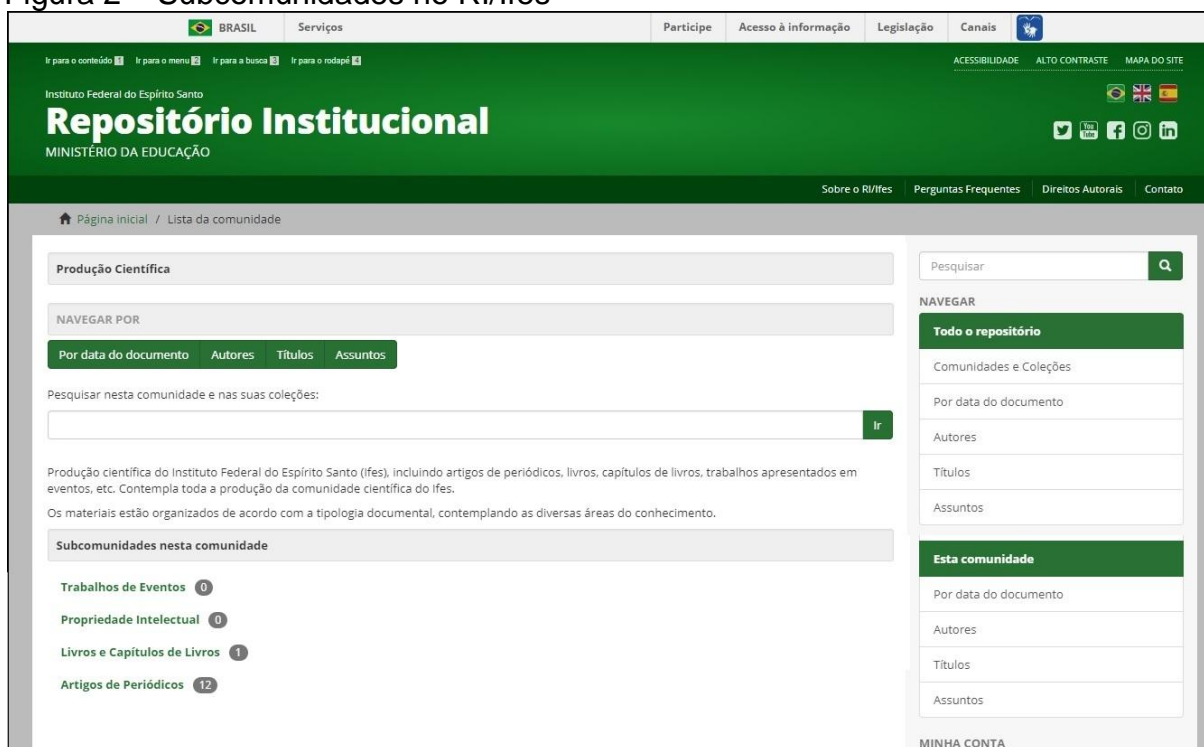 Figura 2 – Subcomunidades no RI/Ifes
BRASIL Serviços Participe Acesso à informação Legislação Canais
Ir para o conteúdo 1 Ir para o menu 2 Ir para a busca 3 Ir para o rodapé 4 ACESSIBILIDADE ALTO CONTRASTE MAPA DO SITE
Instituto Federal do Espírito Santo
Repositório Institucional
MINISTÉRIO DA EDUCAÇÃO
You Tube
Sobre o RI/Ifes Perguntas Frequentes Direitos Autorais Contato
Página inicial / Lista da comunidade
Produção Científica
NAVEGAR POR
Por data do documento Autores Títulos Assuntos
Pesquisar nesta comunidade e nas suas coleções:
Ir
Produção científica do Instituto Federal do Espírito Santo (Ifes), incluindo artigos de periódicos, livros, capítulos de livros, trabalhos apresentados em
eventos, etc. Contempla toda a produção da comunidade científica do Ifes.
Os materiais estão organizados de acordo com a tipologia documental, contemplando as diversas áreas do conhecimento.
Subcomunidades nesta comunidade
Trabalhos de Eventos 0
Propriedade Intelectual 0
Livros e Capítulos de Livros 1
Artigos de Periódicos 12
Pesquisar
NAVEGAR
Todo o repositório
Comunidades e Coleções
Por data do documento
Autores
Títulos
Assuntos
Esta comunidade
Por data do documento
Autores
Títulos
Assuntos
MINHA CONTA